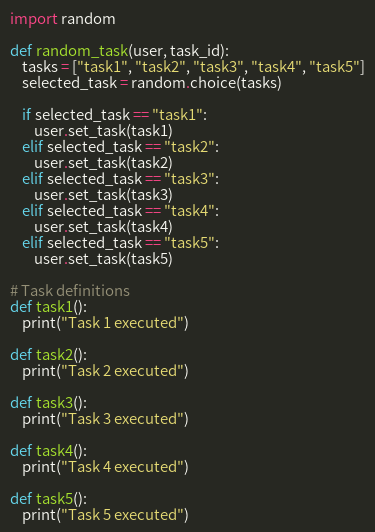 import random

def random_task(user, task_id):
    tasks = ["task1", "task2", "task3", "task4", "task5"]
    selected_task = random.choice(tasks)

    if selected_task == "task1":
        user.set_task(task1)
    elif selected_task == "task2":
        user.set_task(task2)
    elif selected_task == "task3":
        user.set_task(task3)
    elif selected_task == "task4":
        user.set_task(task4)
    elif selected_task == "task5":
        user.set_task(task5)

# Task definitions
def task1():
    print("Task 1 executed")

def task2():
    print("Task 2 executed")

def task3():
    print("Task 3 executed")

def task4():
    print("Task 4 executed")

def task5():
    print("Task 5 executed")